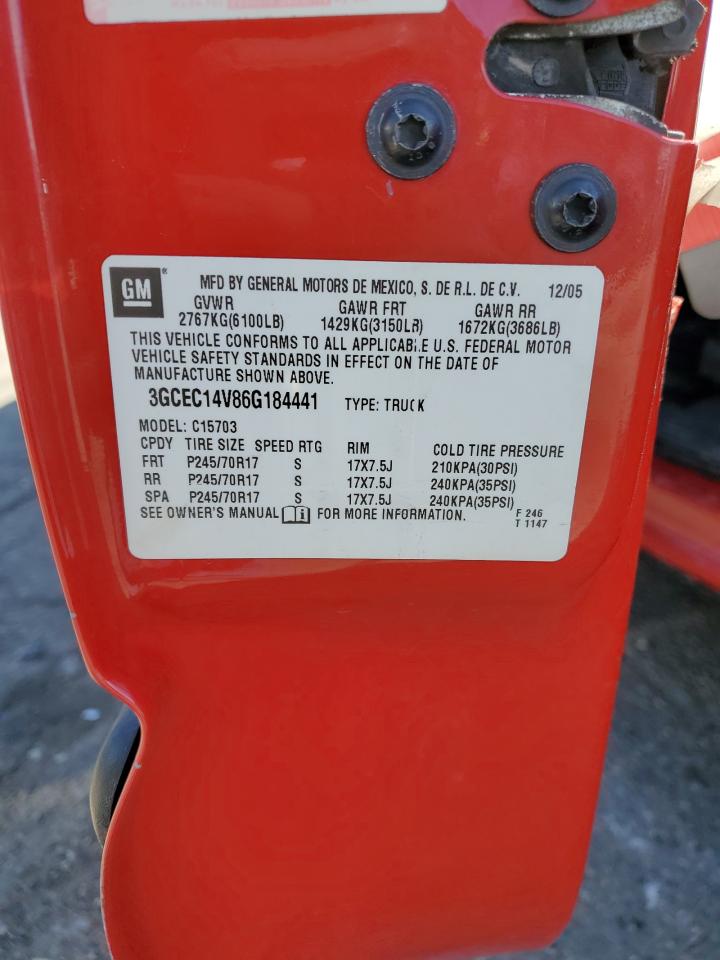 GM ® MFD BY GENERAL MOTORS DE MEXICO, S. DE R.L. DE C.V. 12/05
GVWR GAWR FRT GAWR RR
2767KG(6100LB) 1429KG(3150LB) 1672KG(3686LB)
THIS VEHICLE CONFORMS TO ALL APPLICABLE U.S. FEDERAL MOTOR
VEHICLE SAFETY STANDARDS IN EFFECT ON THE DATE OF
MANUFACTURE SHOWN ABOVE.
3GCEC14V86G184441 TYPE: TRUCK
MODEL: C15703
CPDY TIRE SIZE SPEED RTG RIM COLD TIRE PRESSURE
FRT P245/70R17 S 17X7.5J 210KPA(30PSI)
RR P245/70R17 S 17X7.5J 240KPA(35PSI)
SPA P245/70R17 S 17X7.5J 240KPA(35PSI)
SEE OWNER'S MANUAL i FOR MORE INFORMATION.
F 246
T 1147